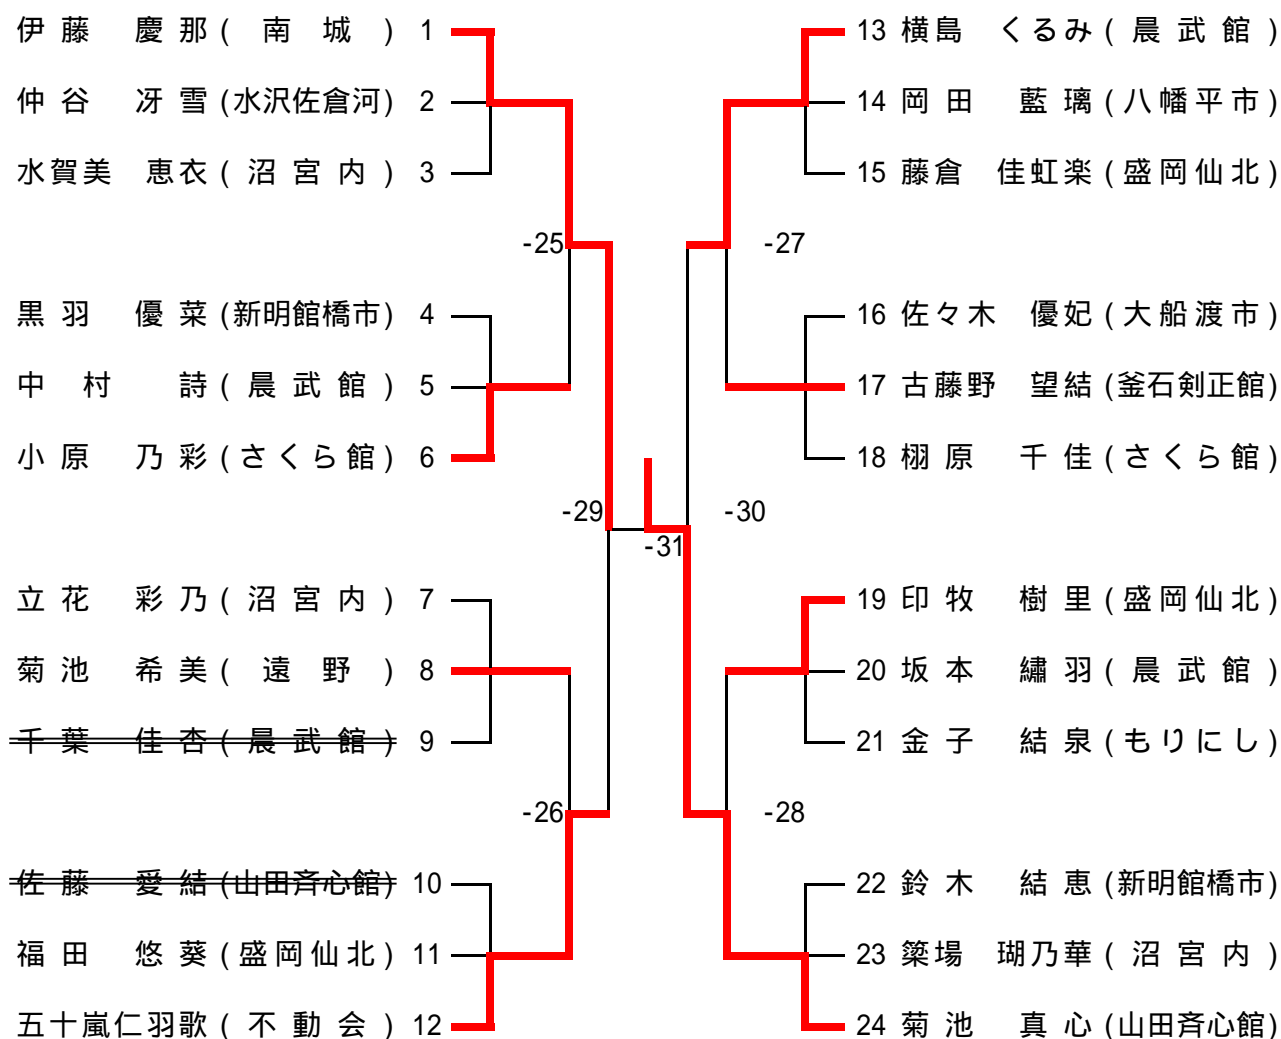 伊藤 慶那 (南城) 1
仲谷 冴雪 (水沢佐倉河) 2
水賀美 恵衣 (沼宮内) 3
-25
黒羽 優菜 (新明館橋市) 4
中村 詩 (晨武館) 5
小原 乃彩 (さくら館) 6
-29
立花 彩乃 (沼宮内) 7
菊池 希美 (遠野) 8
千葉 佳杏 (晨武館) 9
-26
佐藤 愛結 (山田斉心館) 10
福田 悠葵 (盛岡仙北) 11
五十嵐仁羽歌 (不動会) 12
-31
13 横島 くるみ (晨武館)
14 岡田 藍璃 (八幡平市)
15 藤倉 佳虹楽 (盛岡仙北)
-27
16 佐々木 優妃 (大船渡市)
17 古藤野 望結 (釜石剣正館)
18 栩原 千佳 (さくら館)
-30
19 印牧 樹里 (盛岡仙北)
20 坂本 繡羽 (晨武館)
21 金子 結泉 (もりにし)
-28
22 鈴木 結恵 (新明館橋市)
23 簗場 瑚乃華 (沼宮内)
24 菊池 真心 (山田斉心館)